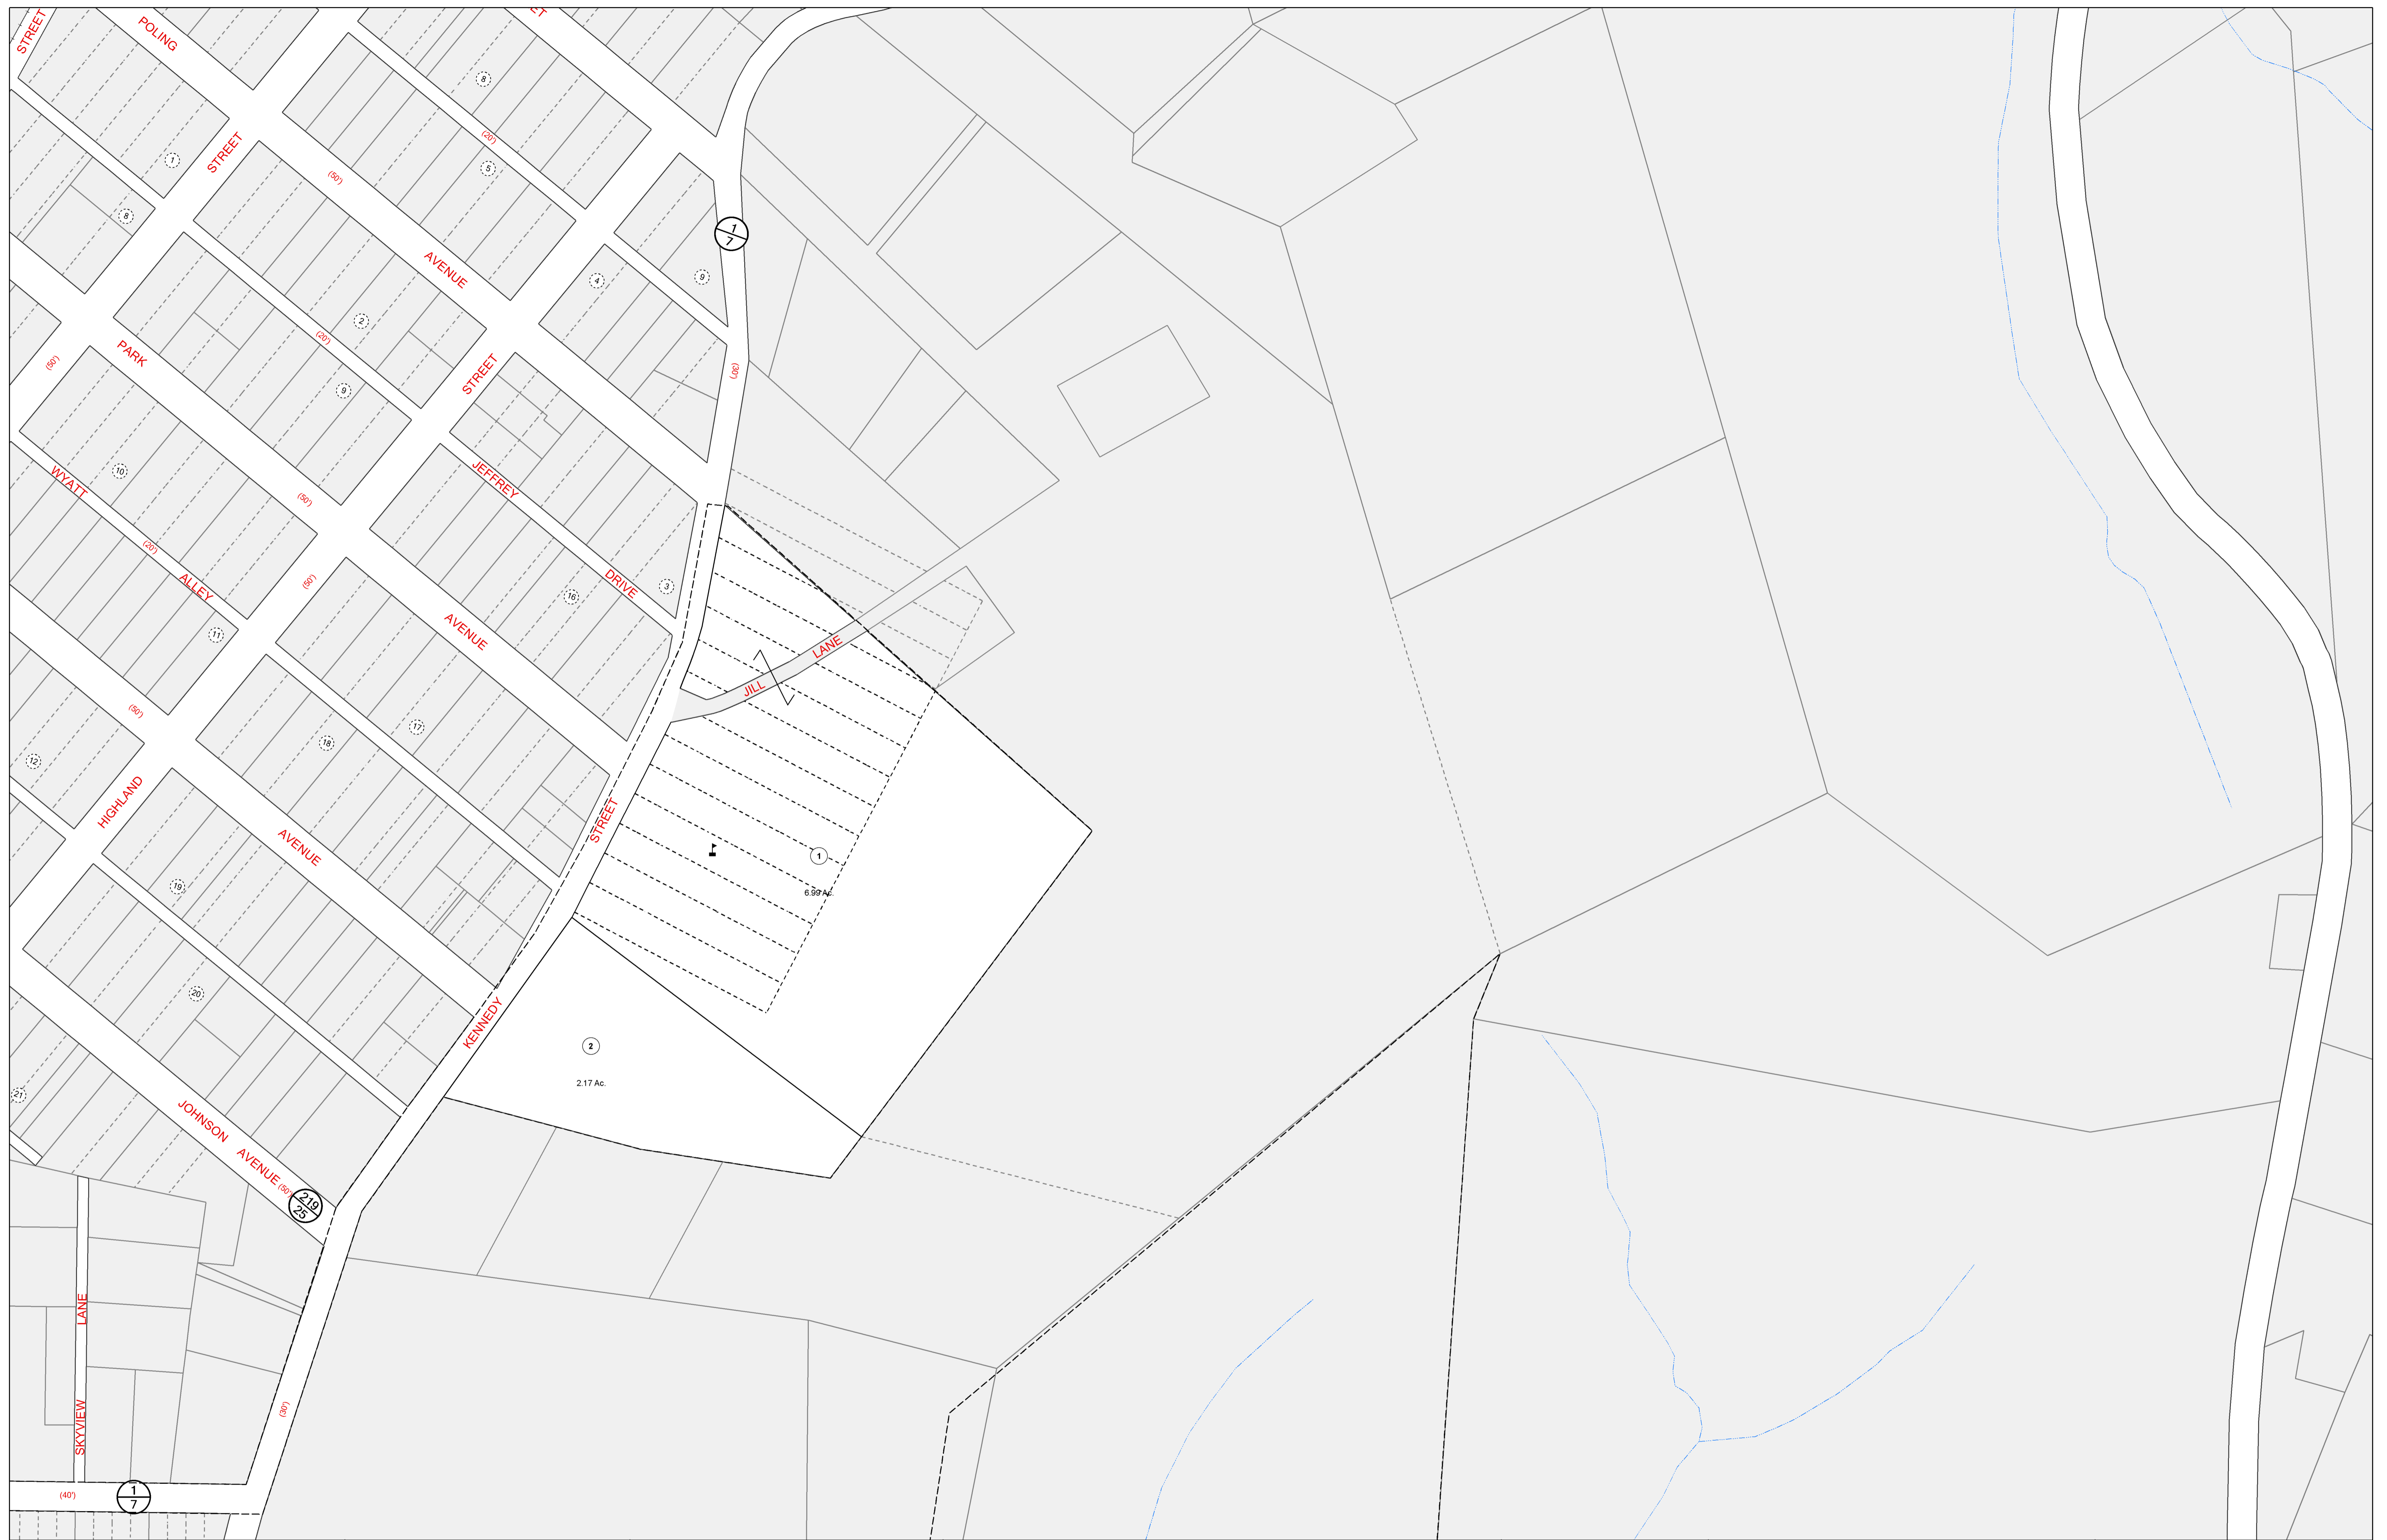 STREET
POLING
ET
8
(20')
1
STREET
5
(50')
8
1
7
AVENUE
4
9
2
(20')
PARK
(50')
STREET
(30')
9
10
JEFFREY
WYATT
(50')
(20')
ALLEY
(50')
DRIVE
3
16
11
AVENUE
LANE
JILL
(50')
17
18
12
HIGHLAND
STREET
AVENUE
1
6.99 Ac.
19
20
KENNEDY
2
2.17 Ac.
21
JOHNSON
AVENUE
(50')
219
25
LANE
SKYVIEW
(30')
(40')
1
7